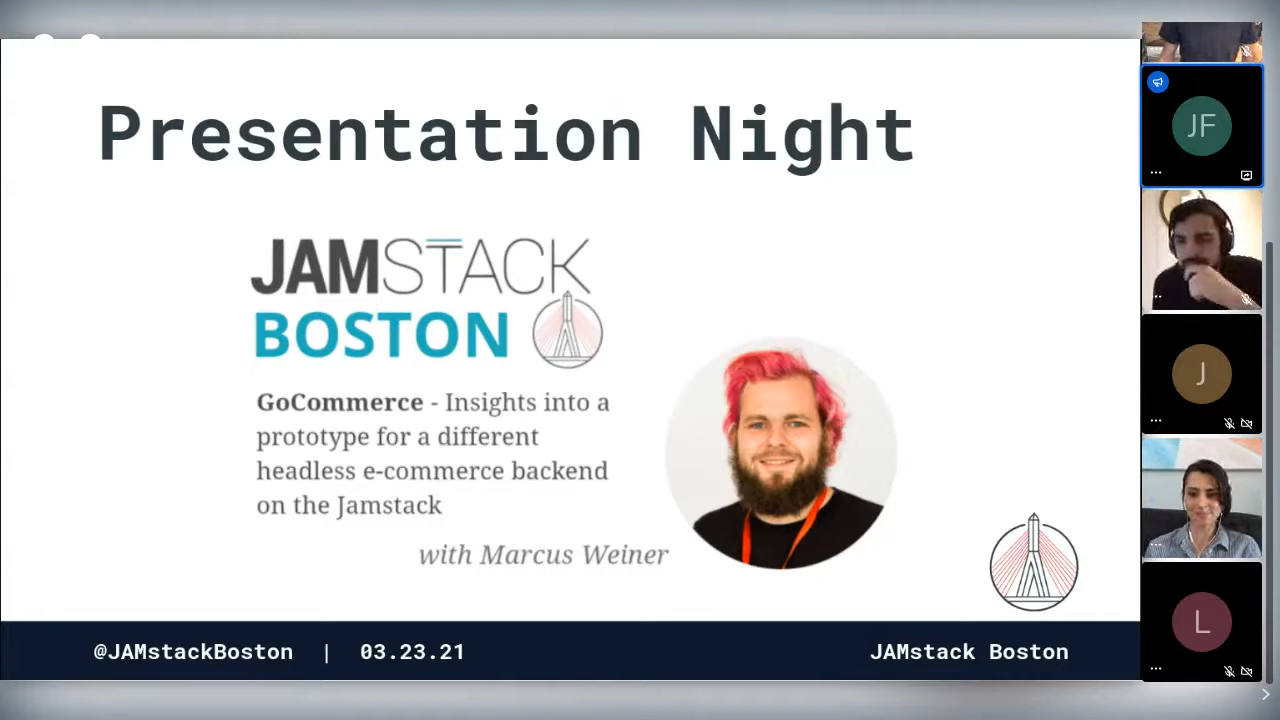 Presentation Night
JAMSTACK
BOSTON
GoCommerce - Insights into a
prototype for a different
headless e-commerce backend
on the Jamstack
with Marcus Weiner
@JAMstackBoston | 03.23.21
JAMstack Boston
JF
J
L